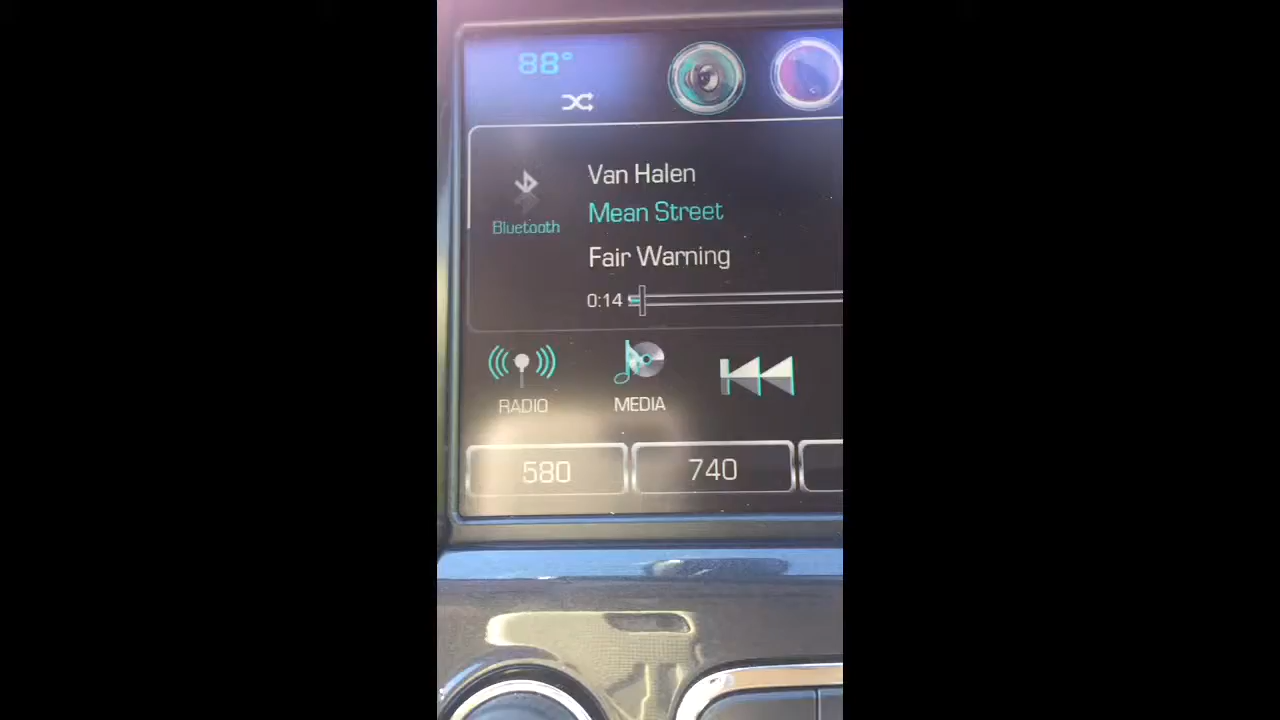 88°
Van Halen
Bluetooth
Mean Street
Fair Warning
0:14
RADIO
MEDIA
580
740